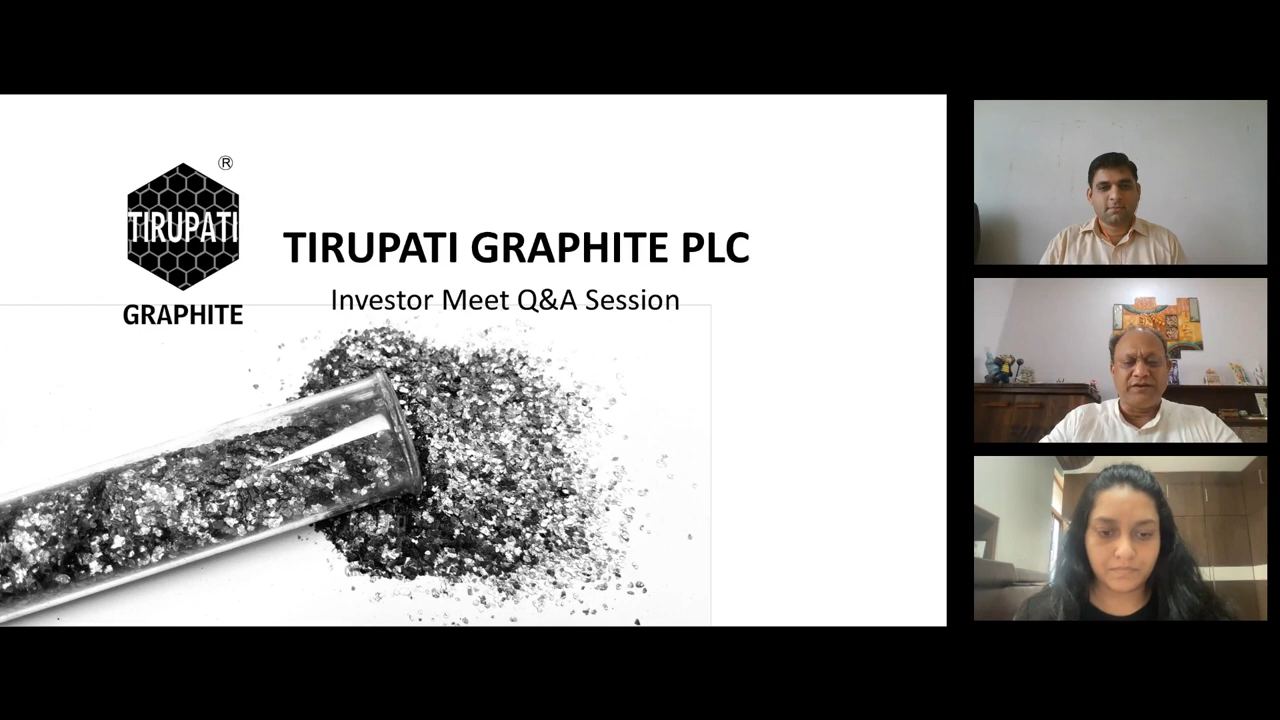 ®
TIRUPATI
GRAPHITE
TIRUPATI GRAPHITE PLC
Investor Meet Q&A Session